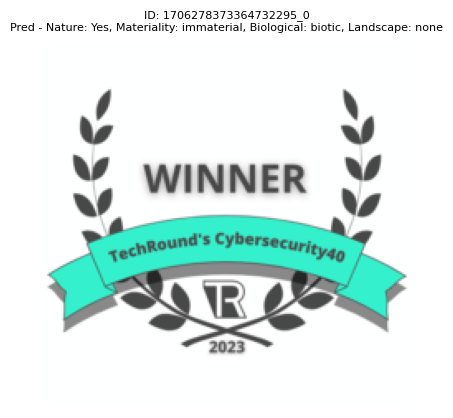 ID: 1706278373364732295_0
Pred - Nature: Yes, Materiality: immaterial, Biological: biotic, Landscape: none
WINNER
TechRound's Cybersecurity40
TR
2023